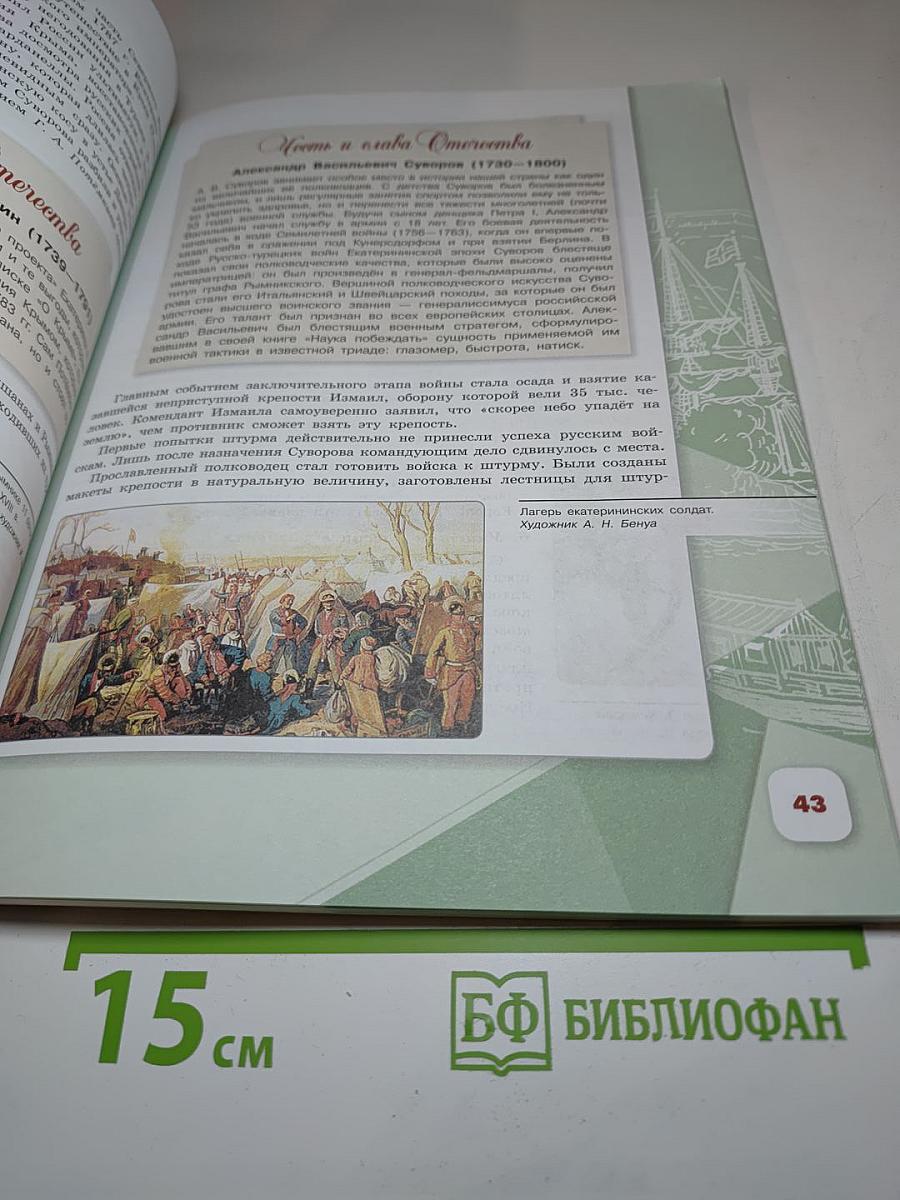 течества
ин (1739—1791)
Честь и слава Отечества
Александр Васильевич Суворов (1730—1800)
А. В. Суворов занимает особое место в истории нашей страны как один
из величайших её полководцев. С детства Суворов был болезненным
мальчиком, и лишь регулярные занятия спортом позволили ему не толь-
ко укрепить здоровье, но и перенести все тяжести многолетней (почти
53 года) военной службы. Будучи сыном денщика Петра I, Александр
Васильевич начал службу в армии с 18 лет. Его боевая деятельность
началась в ходе Семилетней войны (1756—1763), когда он впервые по-
казал себя в сражении под Кунерсдорфом и при взятии Берлина. В
ходе Русско-турецких войн Екатерининской эпохи Суворов блестяще
показал свои полководческие качества, которые были высоко оценены
императрицей: он был произведён в генерал-фельдмаршалы, получил
титул графа Рымникского. Вершиной полководческого искусства Суво-
рова стали его Итальянский и Швейцарский походы, за которые он был
удостоен высшего воинского звания — генералиссимуса российской
армии. Его талант был признан во всех европейских столицах. Алек-
сандр Васильевич был блестящим военным стратегом, сформулиро-
вавшим в своей книге «Наука побеждать» сущность применяемой им
военной тактики в известной триаде: глазомер, быстрота, натиск.
Главным событием заключительного этапа войны стала осада и взятие ка-
завшейся неприступной крепости Измаил, оборону которой вели 35 тыс. че-
ловек. Комендант Измаила самоуверенно заявил, что «скорее небо упадёт на
землю», чем противник сможет взять эту крепость.
Первые попытки штурма действительно не принесли успеха русским вой-
скам. Лишь после назначения Суворова командующим дело сдвинулось с места.
Прославленный полководец стал готовить войска к штурму. Были созданы
макеты крепости в натуральную величину, заготовлены лестницы для штур-
Лагерь екатерининских солдат.
Художник А. Н. Бенуа
43
15 см
БФ БИБЛИОФАН